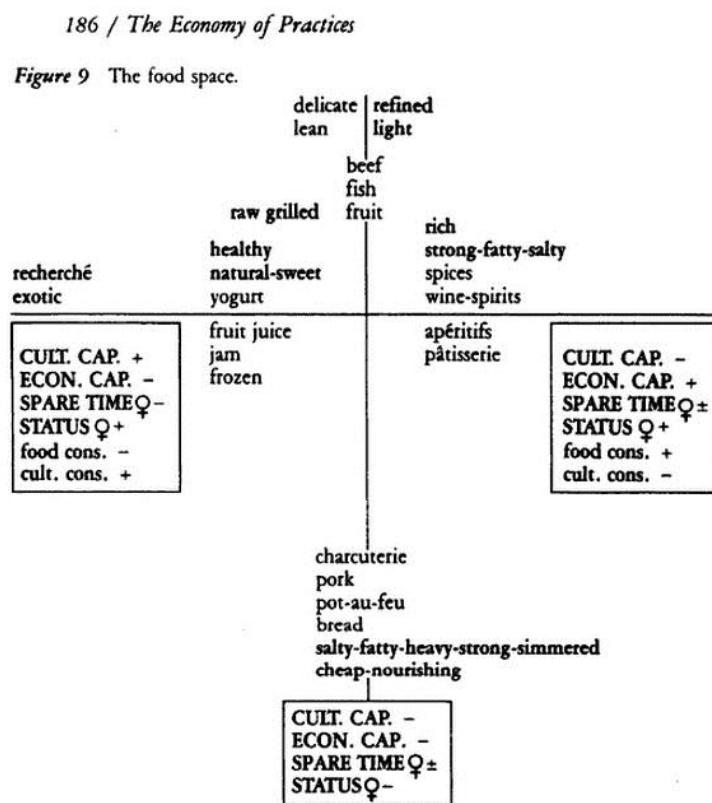 186 / The Economy of Practices
Figure 9 The food space.
delicate refined
lean light
beef
fish
raw grilled fruit
rich
healthy strong-fatty-salty
recherché natural-sweet spices
exotic yogurt wine-spirits
fruit juice apéritifs
jam pâtisserie
frozen
CULT. CAP. +
ECON. CAP. –
SPARE TIME♀–
STATUS♀+
food cons. –
cult. cons. +
CULT. CAP. –
ECON. CAP. +
SPARE TIME♀±
STATUS♀+
food cons. +
cult. cons. –
charcuterie
pork
pot-au-feu
bread
salty-fatty-heavy-strong-simmered
cheap-nourishing
CULT. CAP. –
ECON. CAP. –
SPARE TIME♀±
STATUS♀–